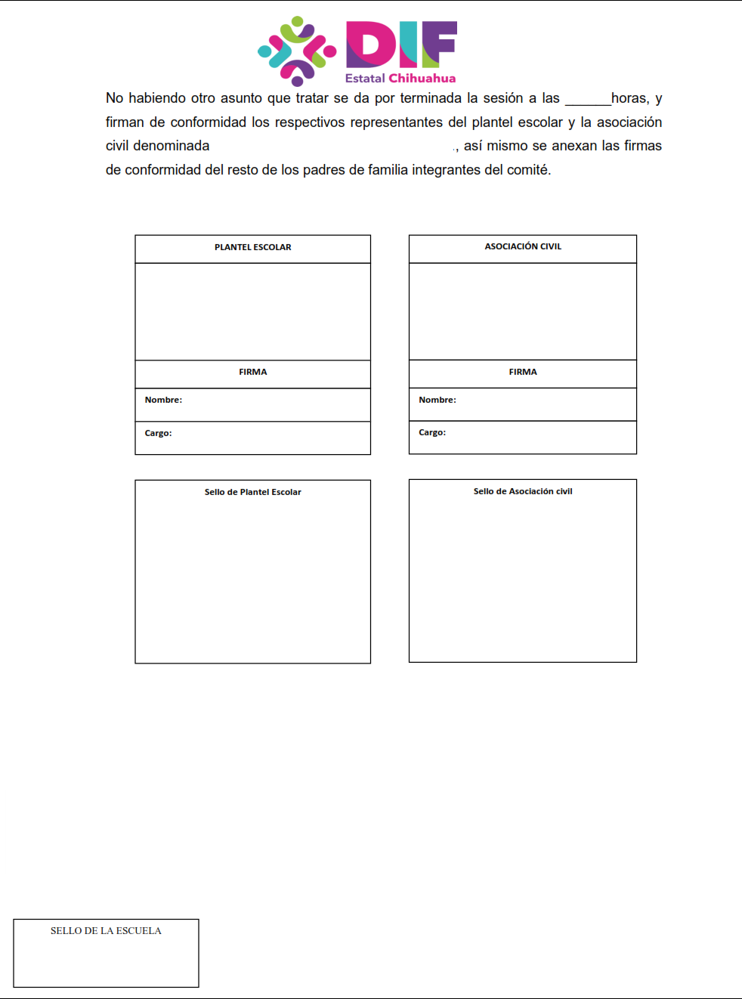 DIF
Estatal Chihuahua
No habiendo otro asunto que tratar se da por terminada la sesión a las ______horas, y
firman de conformidad los respectivos representantes del plantel escolar y la asociación
civil denominada ., así mismo se anexan las firmas
de conformidad del resto de los padres de familia integrantes del comité.
PLANTEL ESCOLAR
FIRMA
Nombre:
Cargo:
ASOCIACIÓN CIVIL
FIRMA
Nombre:
Cargo:
Sello de Plantel Escolar
Sello de Asociación civil
SELLO DE LA ESCUELA